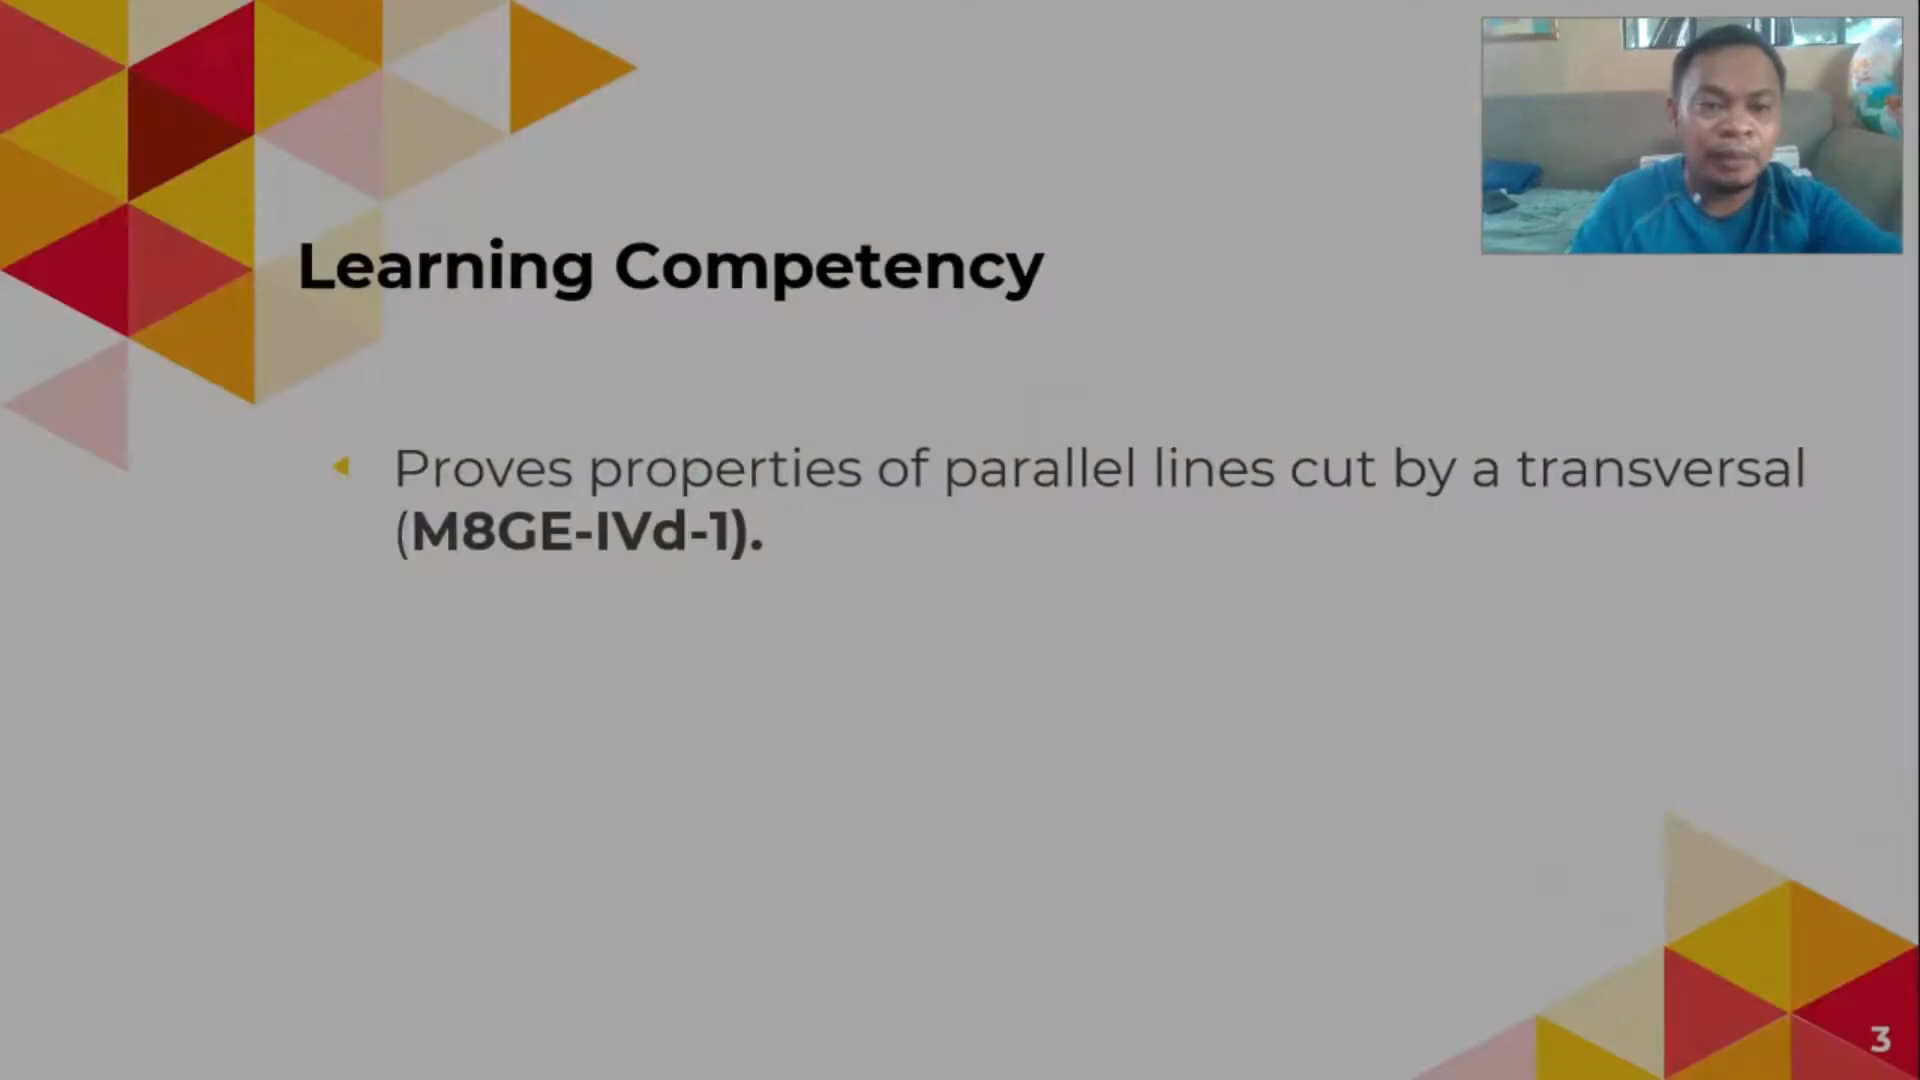 Learning Competency
Proves properties of parallel lines cut by a transversal
(M8GE-IVd-1).
3